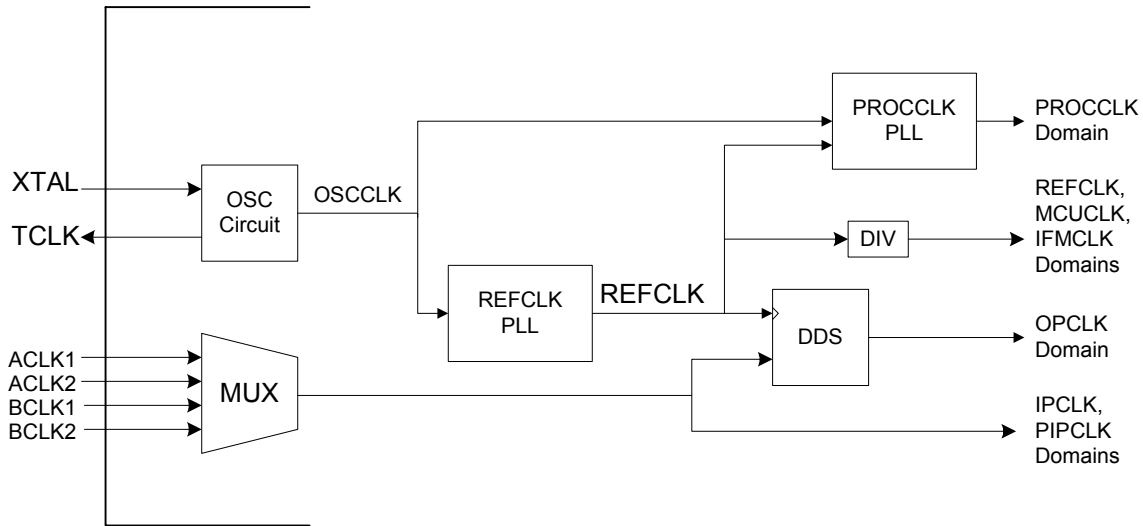 PROCCLK
PLL
PROCCLK
Domain
XTAL
OSC
Circuit
OSCCLK
TCLK
REFCLK,
MCUCLK,
IFMCLK
Domains
DIV
REFCLK
PLL
REFCLK
DDS
OPCLK
Domain
ACLK1
ACLK2
BCLK1
BCLK2
MUX
IPCLK,
PIPCLK
Domains